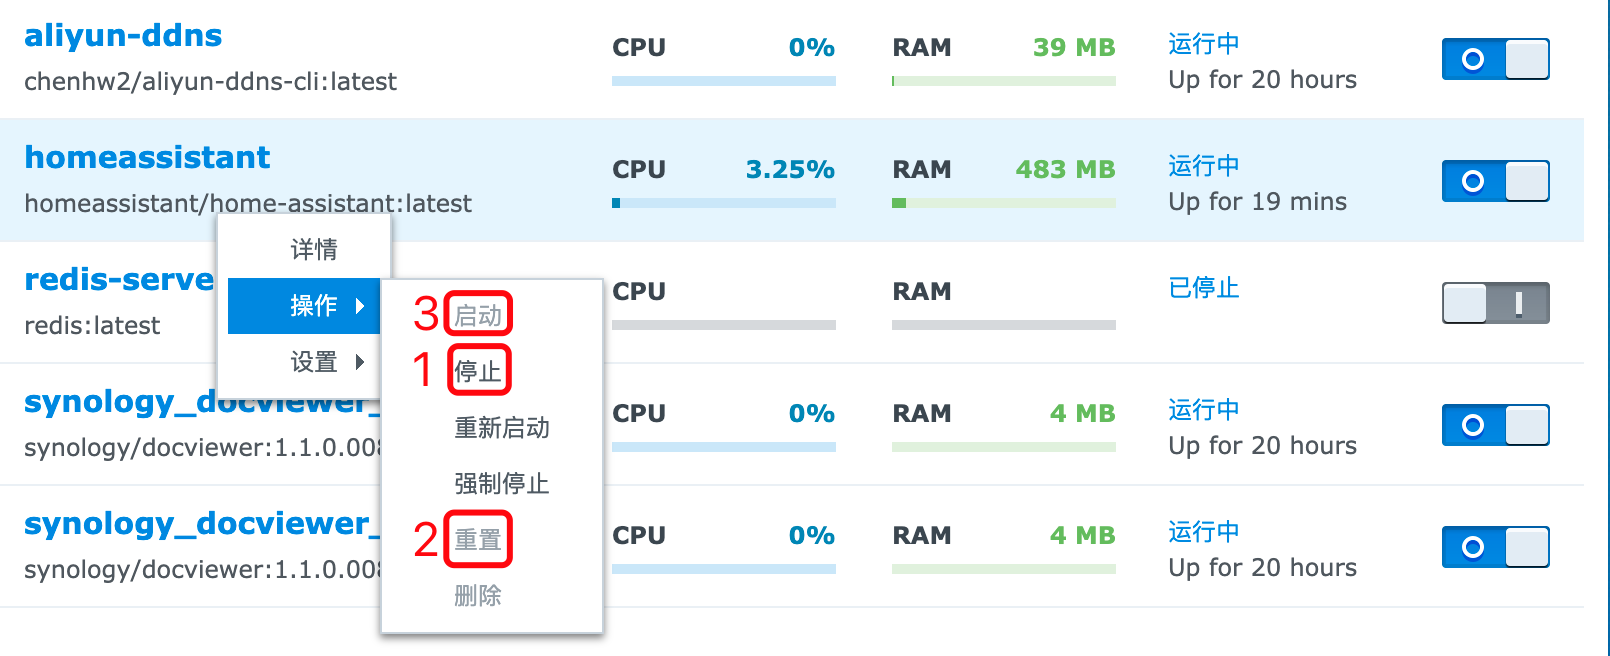 aliyun-ddns
chenhw2/aliyun-ddns-cli:latest
CPU 0%
RAM 39 MB
运行中
Up for 20 hours
homeassistant
homeassistant/home-assistant:latest
CPU 3.25%
RAM 483 MB
运行中
Up for 19 mins
redis-serve
redis:latest
CPU
RAM
已停止
详情
操作
设置
3 启动
1 停止
重新启动
强制停止
2 重置
删除
synology_docviewer_
synology/docviewer:1.1.0.008
CPU 0%
RAM 4 MB
运行中
Up for 20 hours
synology_docviewer_
synology/docviewer:1.1.0.008
CPU 0%
RAM 4 MB
运行中
Up for 20 hours